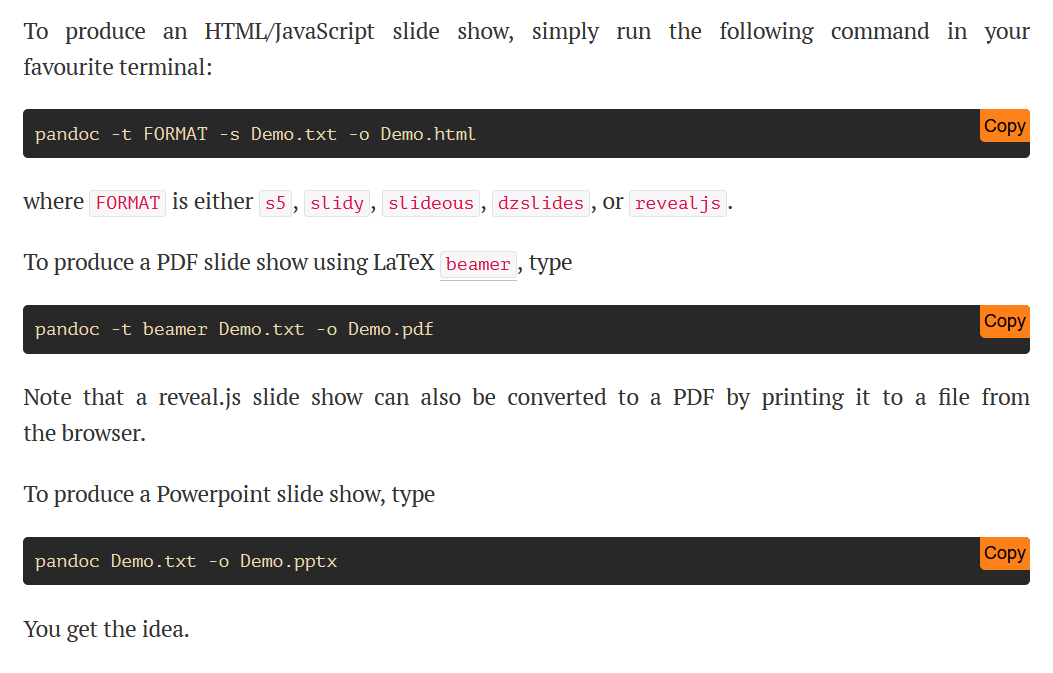 To produce an HTML/JavaScript slide show, simply run the following command in your
favourite terminal:
pandoc -t FORMAT -s Demo.txt -o Demo.html
Copy
where FORMAT is either s5, slidy, slideous, dzslides, or revealjs.
To produce a PDF slide show using LaTeX beamer, type
pandoc -t beamer Demo.txt -o Demo.pdf
Copy
Note that a reveal.js slide show can also be converted to a PDF by printing it to a file from
the browser.
To produce a Powerpoint slide show, type
pandoc Demo.txt -o Demo.pptx
Copy
You get the idea.